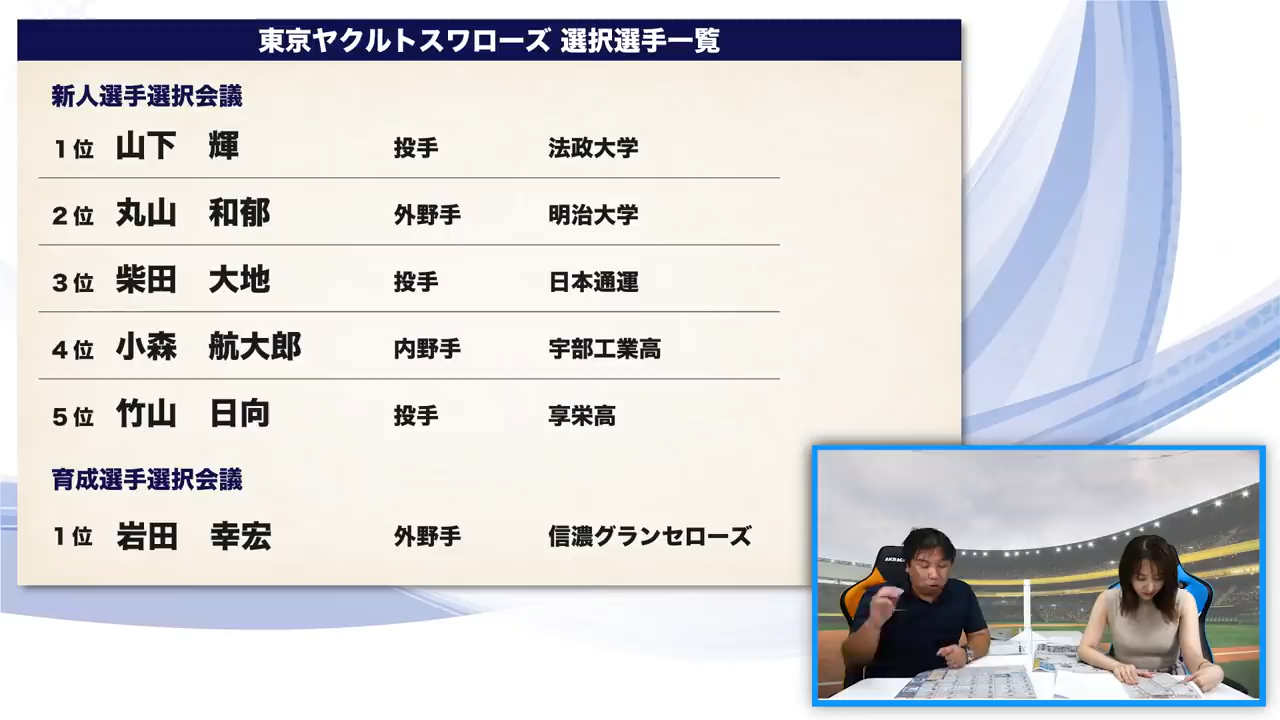 東京ヤクルトスワローズ 選択選手一覧
新人選手選択会議
1位 山下 輝 投手 法政大学
2位 丸山 和郁 外野手 明治大学
3位 柴田 大地 投手 日本通運
4位 小森 航大郎 内野手 宇部工業高
5位 竹山 日向 投手 享栄高
育成選手選択会議
1位 岩田 幸宏 外野手 信濃グランセローズ